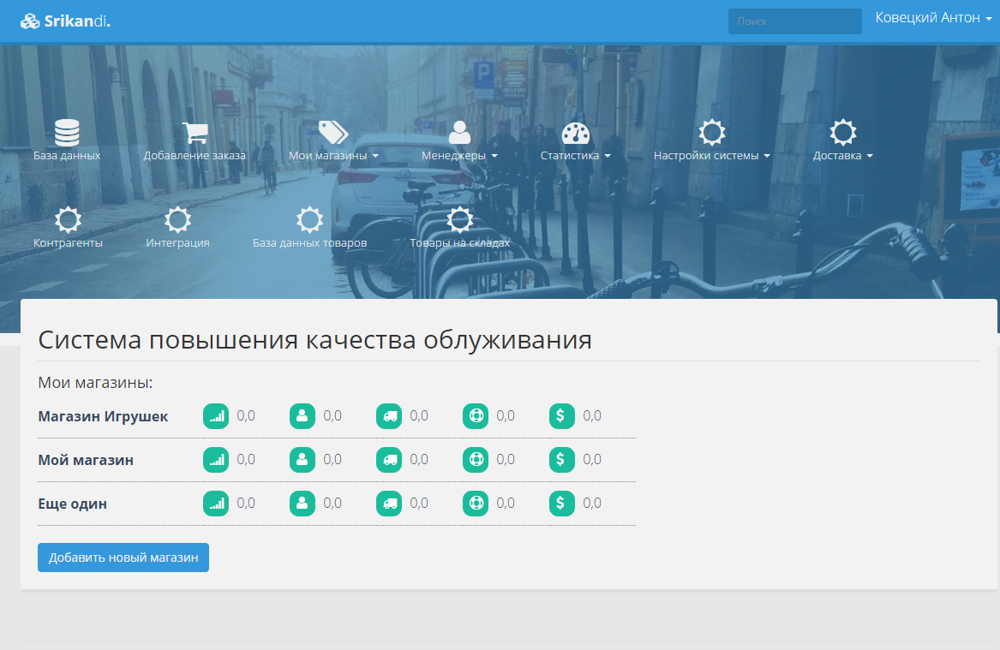 Srikandi.
Поиск
Ковецкий Антон
База данных
Добавление заказа
Мои магазины
Менеджеры
Статистика
Настройки системы
Доставка
Контрагенты
Интеграция
База данных товаров
Товары на складах
Система повышения качества облуживания
Мои магазины:
Магазин Игрушек 0,0 0,0 0,0 0,0 $ 0,0
Мой магазин 0,0 0,0 0,0 0,0 $ 0,0
Еще один 0,0 0,0 0,0 0,0 $ 0,0
Добавить новый магазин